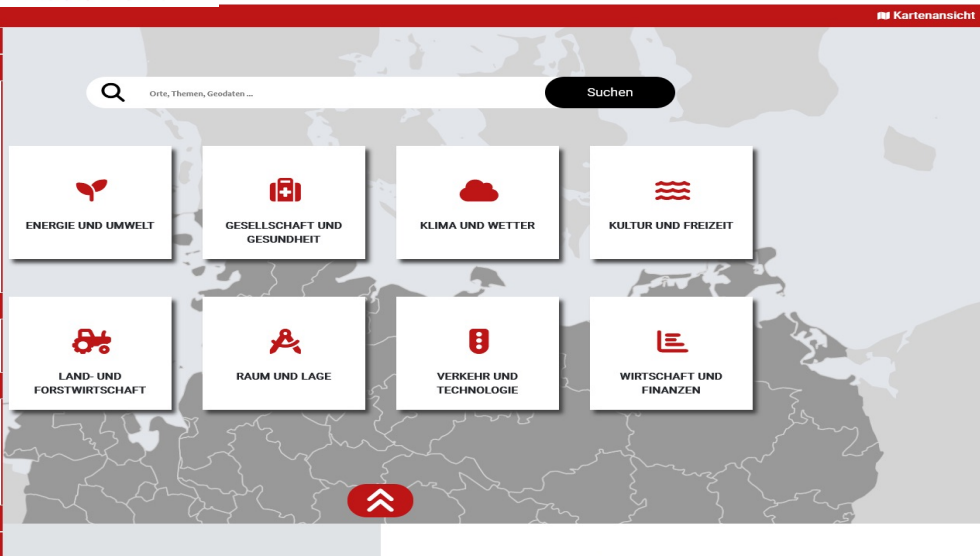 Kartenansicht
Orte, Themen, Geodaten ...
Suchen
ENERGIE UND UMWELT
GESELLSCHAFT UND
GESUNDHEIT
KLIMA UND WETTER
KULTUR UND FREIZEIT
LAND- UND
FORSTWIRTSCHAFT
RAUM UND LAGE
VERKEHR UND
TECHNOLOGIE
WIRTSCHAFT UND
FINANZEN